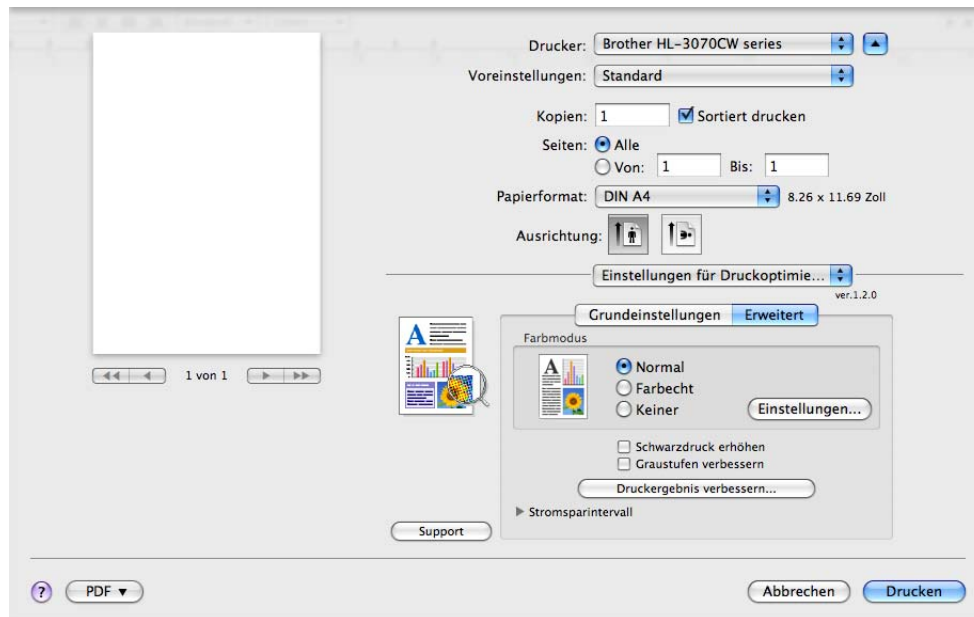 Drucker: Brother HL-3070CW series
Voreinstellungen: Standard
Kopien: 1 Sortiert drucken
Seiten: Alle
Von: 1 Bis: 1
Papierformat: DIN A4 8.26 x 11.69 Zoll
Ausrichtung:
Einstellungen für Druckoptimie...
ver.1.2.0
Grundeinstellungen Erweitert
Farbmodus
Normal
Farbecht
Keiner
Einstellungen...
Schwarzdruck erhöhen
Graustufen verbessern
Druckergebnis verbessern...
Stromsparintervall
1 von 1
Support
? PDF
Abbrechen Drucken